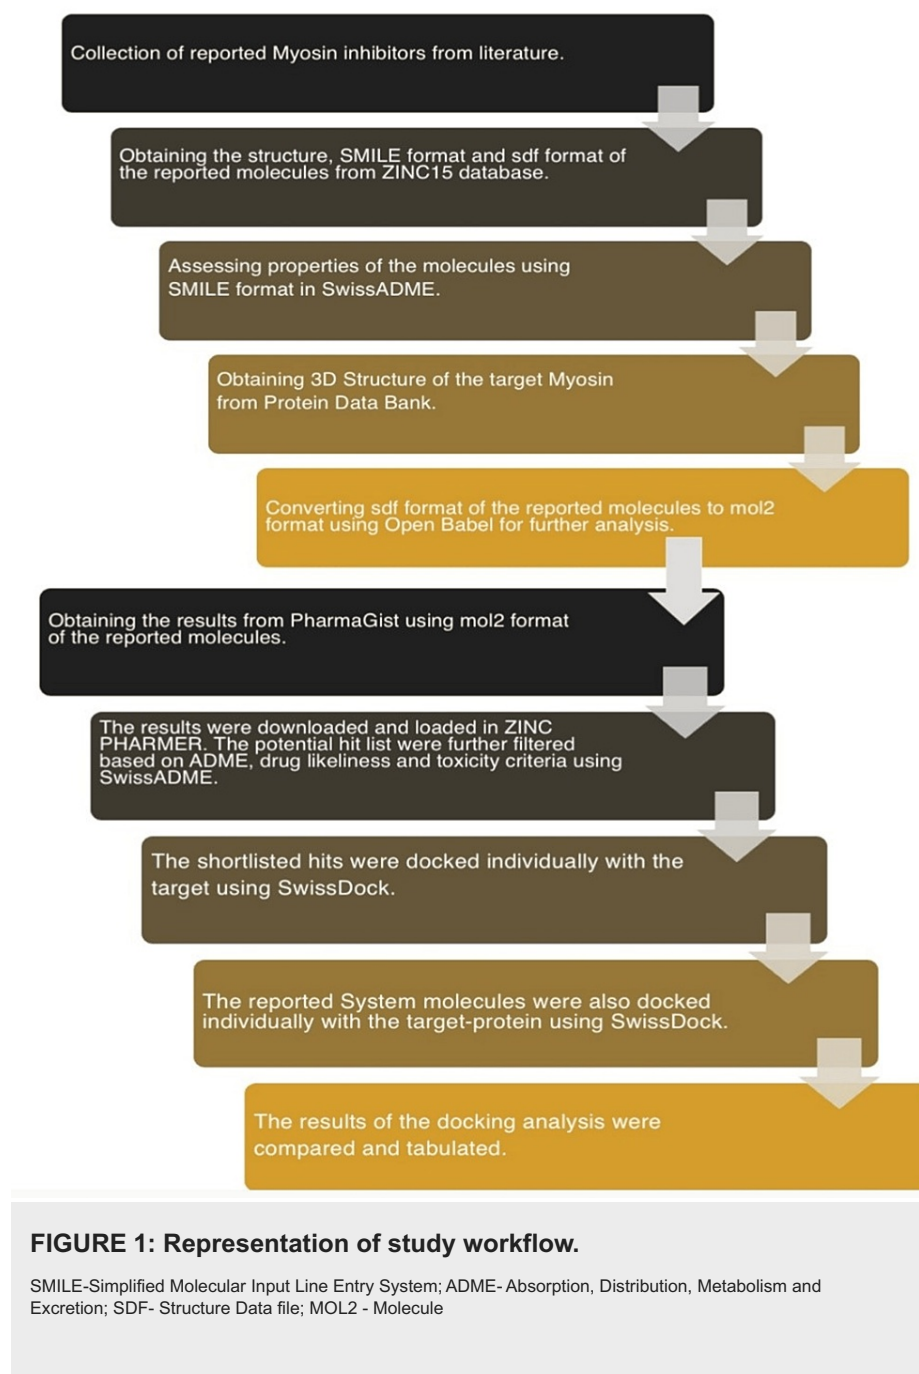 Collection of reported Myosin inhibitors from literature.
Obtaining the structure, SMILE format and sdf format of
the reported molecules from ZINC15 database.
Assessing properties of the molecules using
SMILE format in SwissADME.
Obtaining 3D Structure of the target Myosin
from Protein Data Bank.
Converting sdf format of the reported molecules to mol2
format using Open Babel for further analysis.
Obtaining the results from PharmaGist using mol2 format
of the reported molecules.
The results were downloaded and loaded in ZINC
PHARMER. The potential hit list were further filtered
based on ADME, drug likeliness and toxicity criteria using
SwissADME.
The shortlisted hits were docked individually with the
target using SwissDock.
The reported System molecules were also docked
individually with the target-protein using SwissDock.
The results of the docking analysis were
compared and tabulated.
FIGURE 1: Representation of study workflow.
SMILE-Simplified Molecular Input Line Entry System; ADME- Absorption, Distribution, Metabolism and
Excretion; SDF- Structure Data file; MOL2 - Molecule